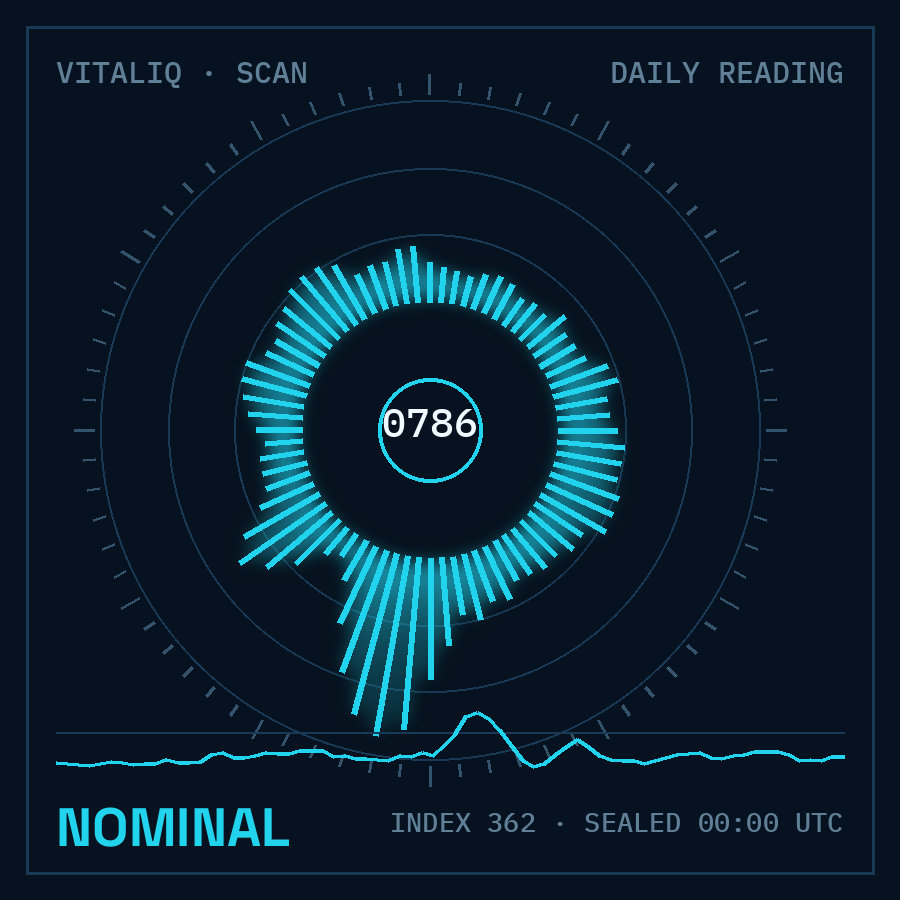 VITALIQ · SCAN
DAILY READING
0786
NOMINAL
INDEX 362 · SEALED 00:00 UTC